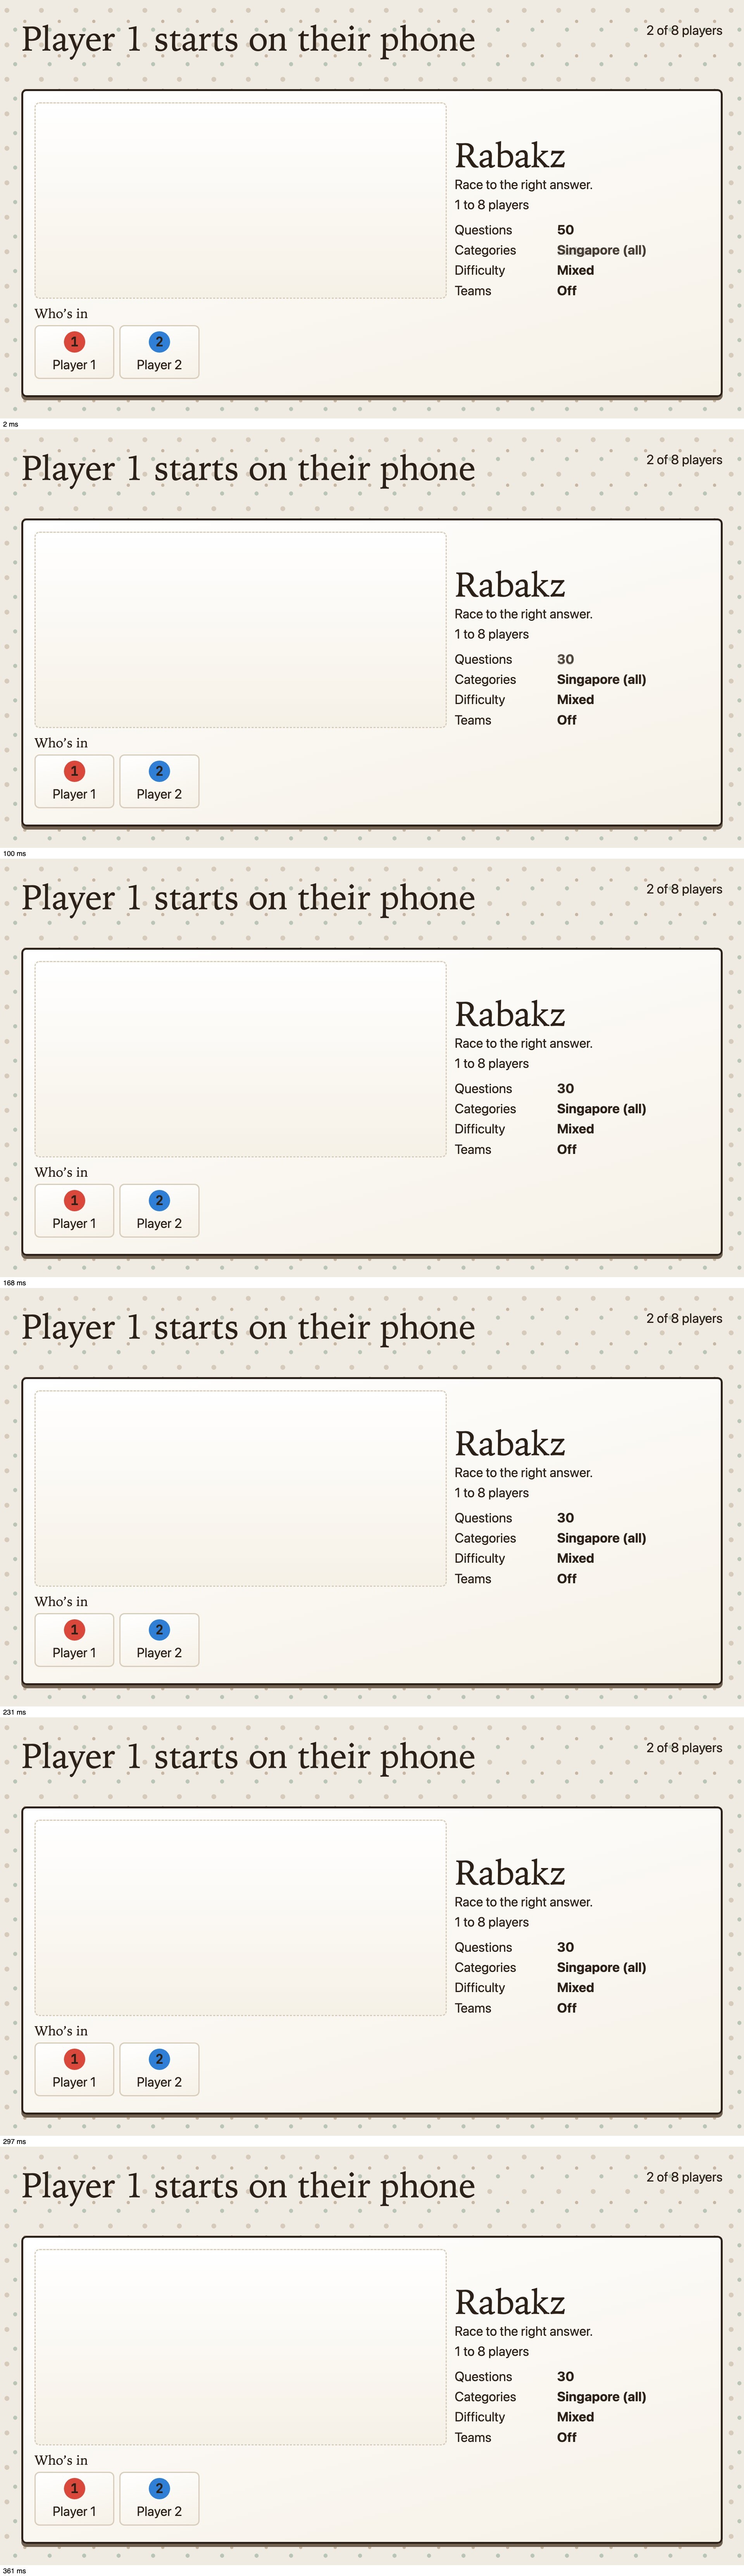 Player 1 starts on their phone
2 of 8 players
Rabakz
Race to the right answer.
1 to 8 players
Questions 50
Categories Singapore (all)
Difficulty Mixed
Teams Off
Who's in
1 2
Player 1 Player 2
2 ms
Player 1 starts on their phone
2 of 8 players
Rabakz
Race to the right answer.
1 to 8 players
Questions 30
Categories Singapore (all)
Difficulty Mixed
Teams Off
Who's in
1 2
Player 1 Player 2
100 ms
Player 1 starts on their phone
2 of 8 players
Rabakz
Race to the right answer.
1 to 8 players
Questions 30
Categories Singapore (all)
Difficulty Mixed
Teams Off
Who's in
1 2
Player 1 Player 2
168 ms
Player 1 starts on their phone
2 of 8 players
Rabakz
Race to the right answer.
1 to 8 players
Questions 30
Categories Singapore (all)
Difficulty Mixed
Teams Off
Who's in
1 2
Player 1 Player 2
231 ms
Player 1 starts on their phone
2 of 8 players
Rabakz
Race to the right answer.
1 to 8 players
Questions 30
Categories Singapore (all)
Difficulty Mixed
Teams Off
Who's in
1 2
Player 1 Player 2
297 ms
Player 1 starts on their phone
2 of 8 players
Rabakz
Race to the right answer.
1 to 8 players
Questions 30
Categories Singapore (all)
Difficulty Mixed
Teams Off
Who's in
1 2
Player 1 Player 2
361 ms